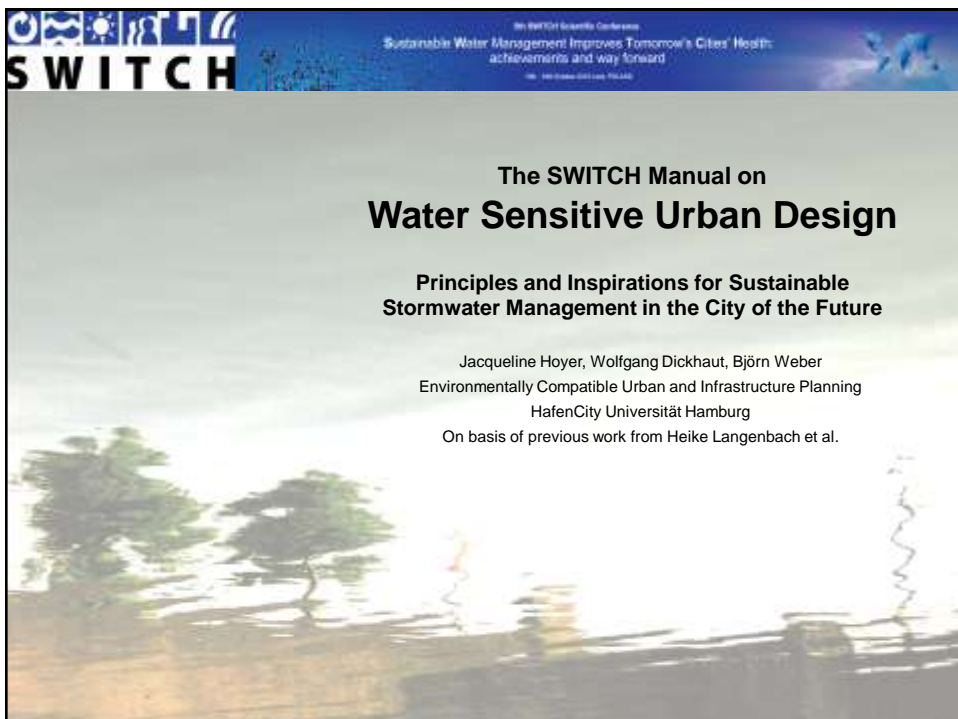 SWITCH
Sustainable Water Management Improves Tomorrow's Cities' Health:
achievements and way forward
The SWITCH Manual on
Water Sensitive Urban Design
Principles and Inspirations for Sustainable
Stormwater Management in the City of the Future
Jacqueline Hoyer, Wolfgang Dickhaut, Björn Weber
Environmentally Compatible Urban and Infrastructure Planning
HafenCity Universität Hamburg
On basis of previous work from Heike Langenbach et al.